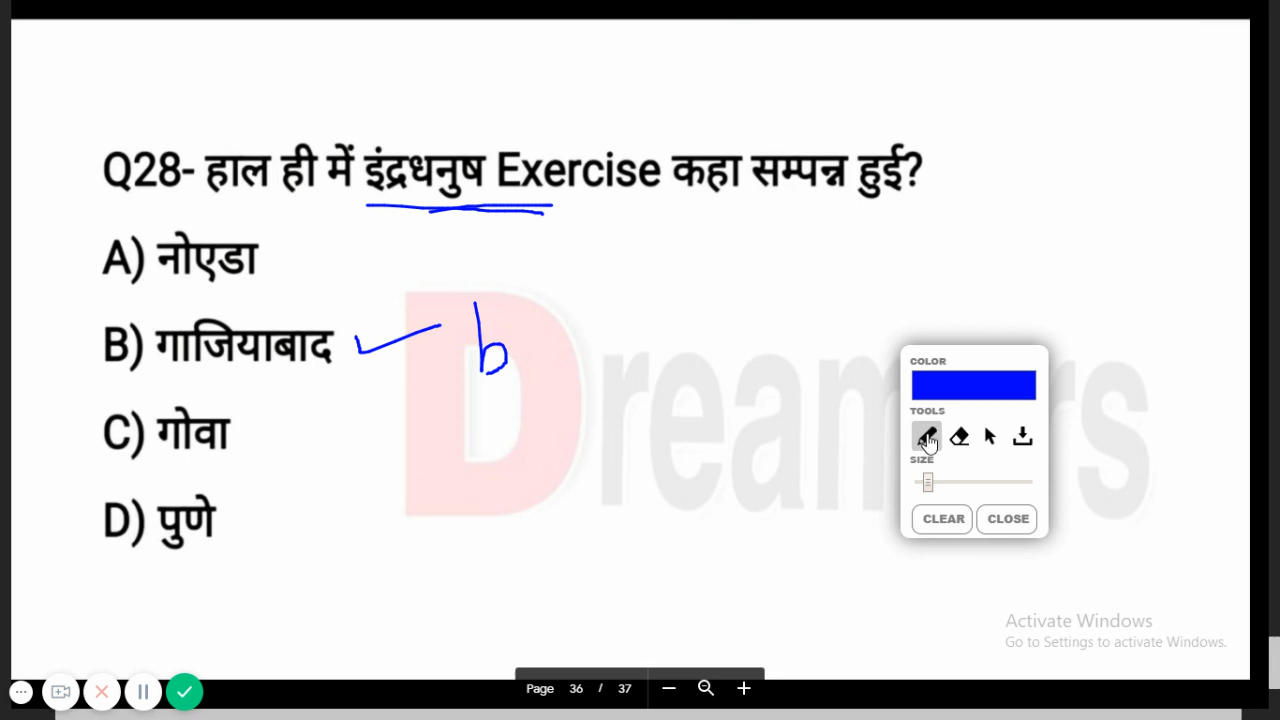 Q28- हाल ही में इंद्रधनुष Exercise कहा सम्पन्न हुई?
A) नोएडा
B) गाजियाबाद b
C) गोवा
D) पुणे
Dreamers
COLOR
TOOLS
SIZE
CLEAR CLOSE
Activate Windows
Go to Settings to activate Windows.
Page 36 / 37